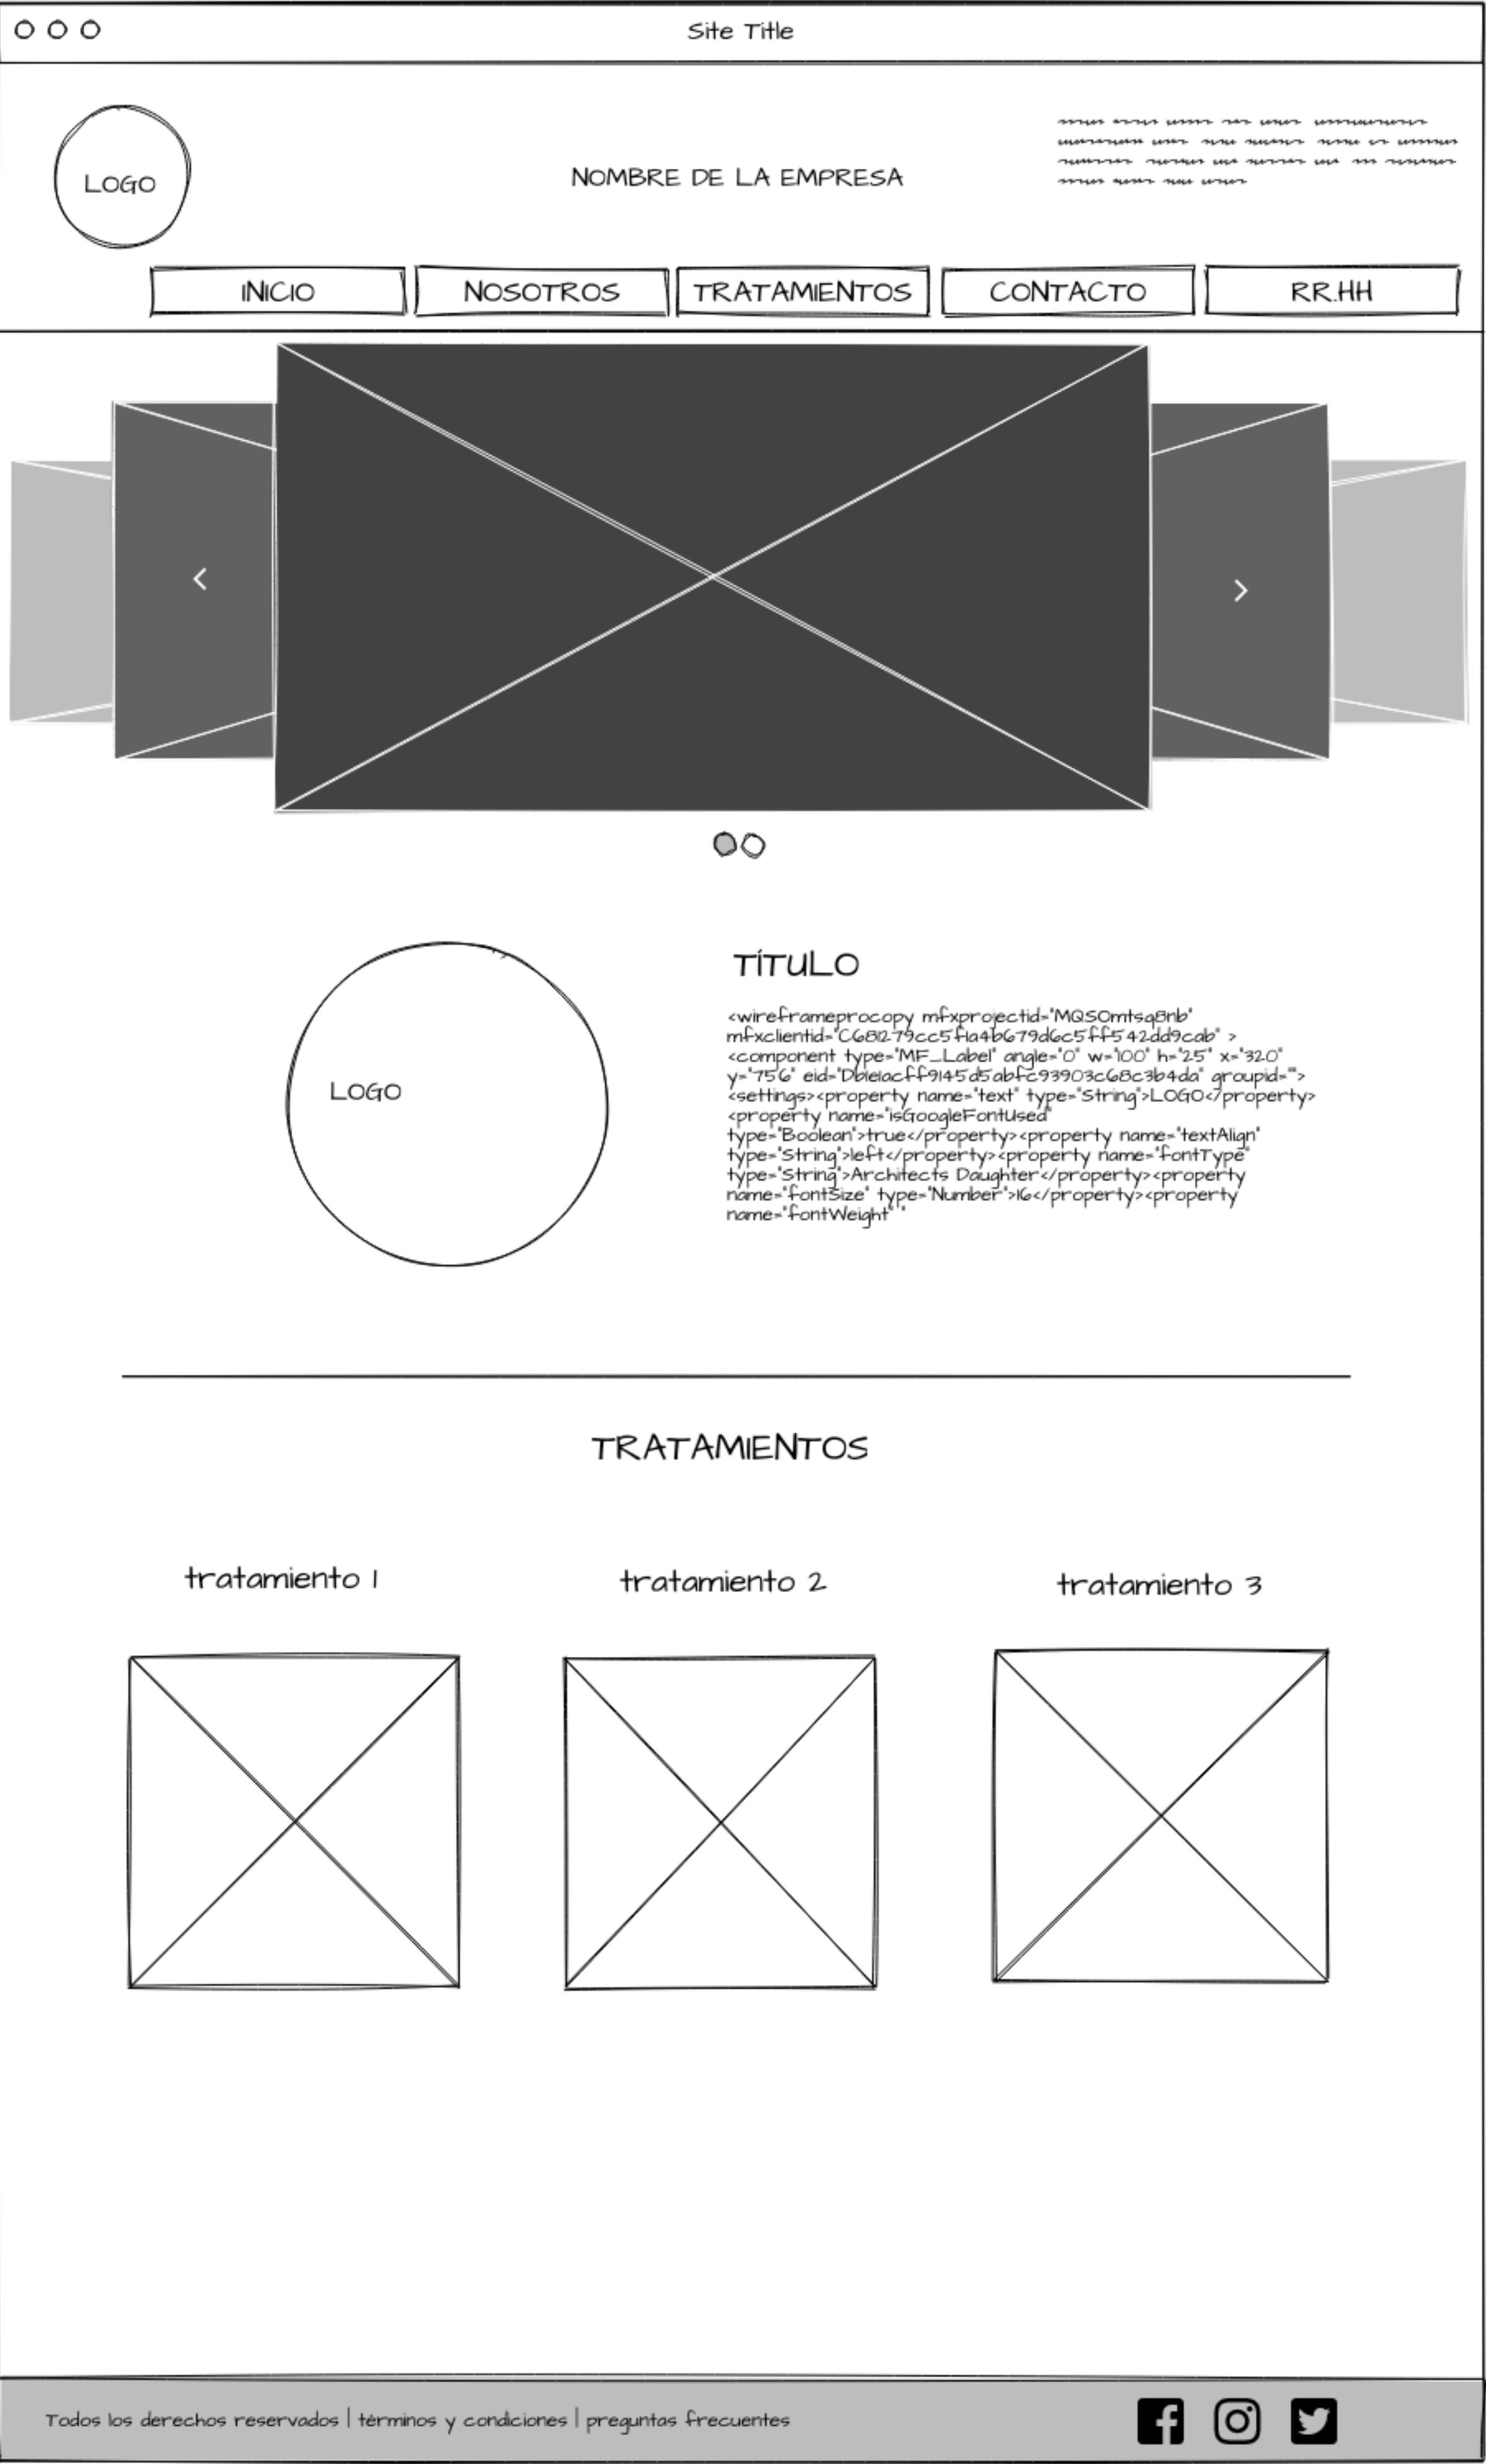 Site Title
LOGO
NOMBRE DE LA EMPRESA
INICIO
NOSOTROS
TRATAMIENTOS
CONTACTO
RR.HH
LOGO
TÍTULO
<wireframeprocopy mfxprojectid="MQSOmtsq8nb"
mfxclientid="C681279cc5f1a4b679d6c5ff542dd9cab" >
<component type="MF_Label" angle="0" w="100" h="25" x="320"
y="756" eid="Db1e1acff9145d5abfc93903c68c3b4da" groupid="">
<settings><property name="text" type="String">LOGO</property>
<property name="isGoogleFontUsed"
type="Boolean">true</property><property name="textAlign"
type="String">left</property><property name="fontType"
type="String">Architects Daughter</property><property
name="fontSize" type="Number">16</property><property
name="fontWeight" "
TRATAMIENTOS
tratamiento 1
tratamiento 2
tratamiento 3
Todos los derechos reservados | términos y condiciones | preguntas frecuentes